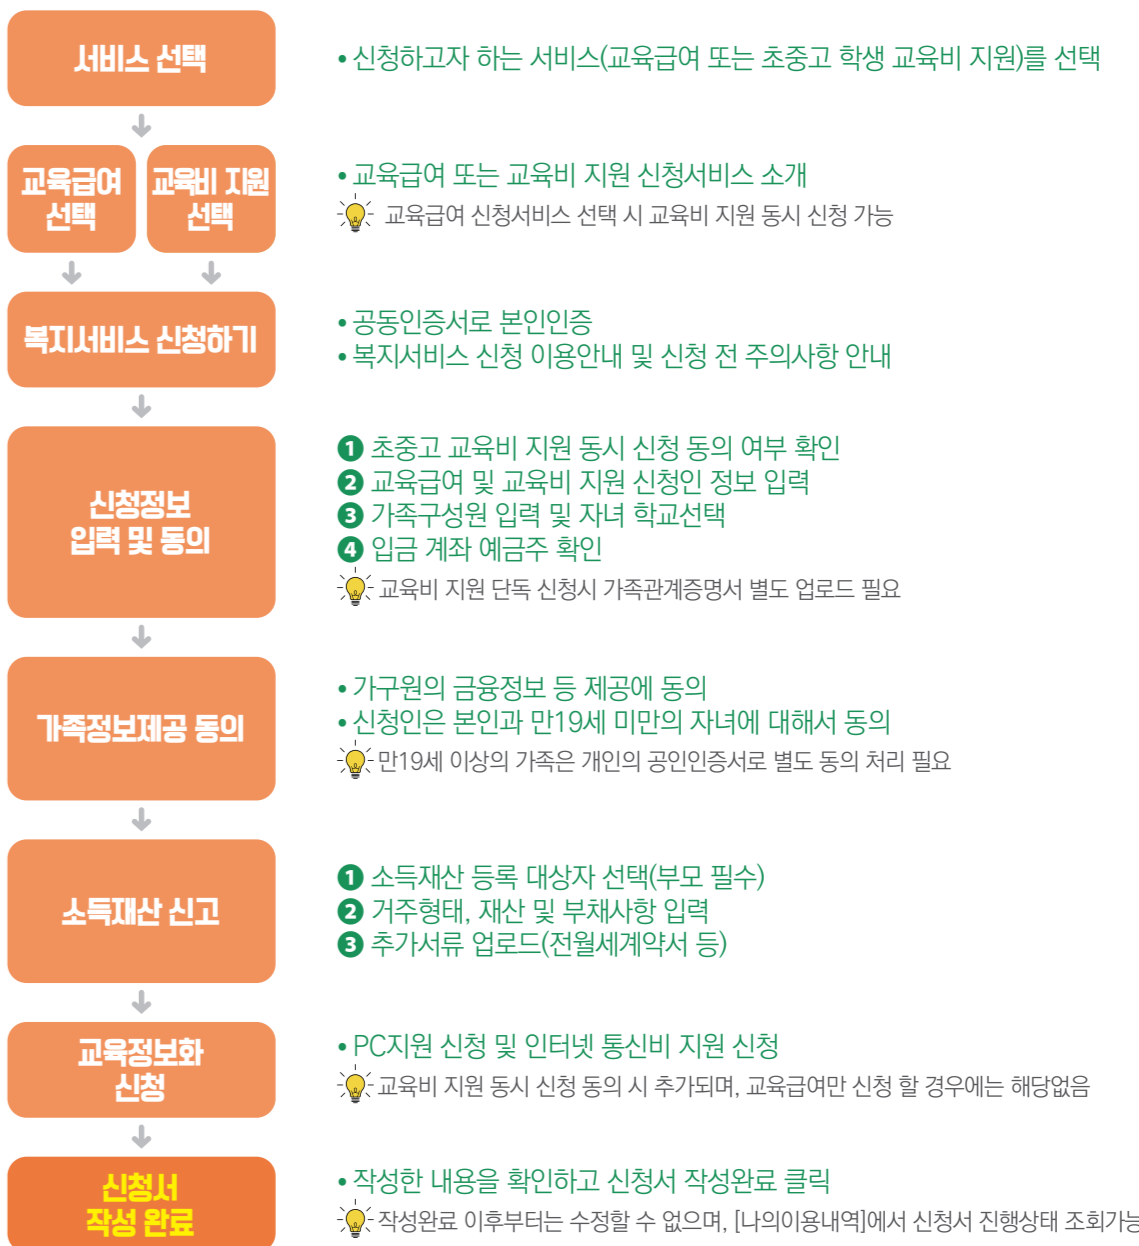 서비스 선택
• 신청하고자 하는 서비스(교육급여 또는 초중고 학생 교육비 지원)를 선택
교육급여
선택
교육비 지원
선택
• 교육급여 또는 교육비 지원 신청서비스 소개
교육급여 신청서비스 선택 시 교육비 지원 동시 신청 가능
복지서비스 신청하기
• 공동인증서로 본인인증
• 복지서비스 신청 이용안내 및 신청 전 주의사항 안내
신청정보
입력 및 동의
❶ 초중고 교육비 지원 동시 신청 동의 여부 확인
❷ 교육급여 및 교육비 지원 신청인 정보 입력
❸ 가족구성원 입력 및 자녀 학교선택
❹ 입금 계좌 예금주 확인
교육비 지원 단독 신청시 가족관계증명서 별도 업로드 필요
가족정보제공 동의
• 가구원의 금융정보 등 제공에 동의
• 신청인은 본인과 만19세 미만의 자녀에 대해서 동의
만19세 이상의 가족은 개인의 공인인증서로 별도 동의 처리 필요
소득재산 신고
❶ 소득재산 등록 대상자 선택(부모 필수)
❷ 거주형태, 재산 및 부채사항 입력
❸ 추가서류 업로드(전월세계약서 등)
교육정보화
신청
• PC지원 신청 및 인터넷 통신비 지원 신청
교육비 지원 동시 신청 동의 시 추가되며, 교육급여만 신청 할 경우에는 해당없음
신청서
작성 완료
• 작성한 내용을 확인하고 신청서 작성완료 클릭
작성완료 이후부터는 수정할 수 없으며, [나의이용내역]에서 신청서 진행상태 조회가능